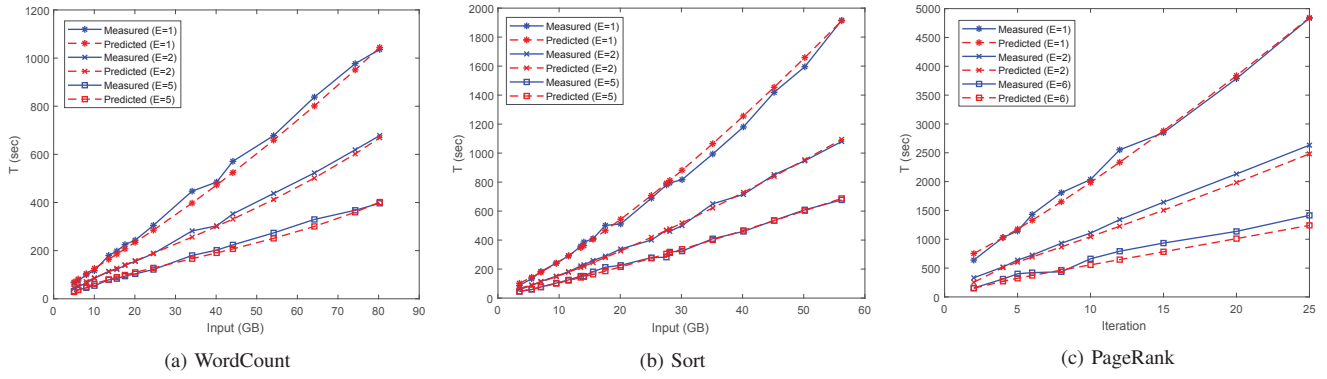 1200
1000
800
600
400
200
0
T (sec)
Measured (E=1)
Predicted (E=1)
Measured (E=2)
Predicted (E=2)
Measured (E=5)
Predicted (E=5)
0 10 20 30 40 50 60 70 80 90
Input (GB)
(a) WordCount
2000
1800
1600
1400
1200
1000
800
600
400
200
0
T (sec)
Measured (E=1)
Predicted (E=1)
Measured (E=2)
Predicted (E=2)
Measured (E=5)
Predicted (E=5)
0 10 20 30 40 50 60
Input (GB)
(b) Sort
5000
4500
4000
3500
3000
2500
2000
1500
1000
500
0
T (sec)
Measured (E=1)
Predicted (E=1)
Measured (E=2)
Predicted (E=2)
Measured (E=6)
Predicted (E=6)
0 5 10 15 20 25
Iteration
(c) PageRank